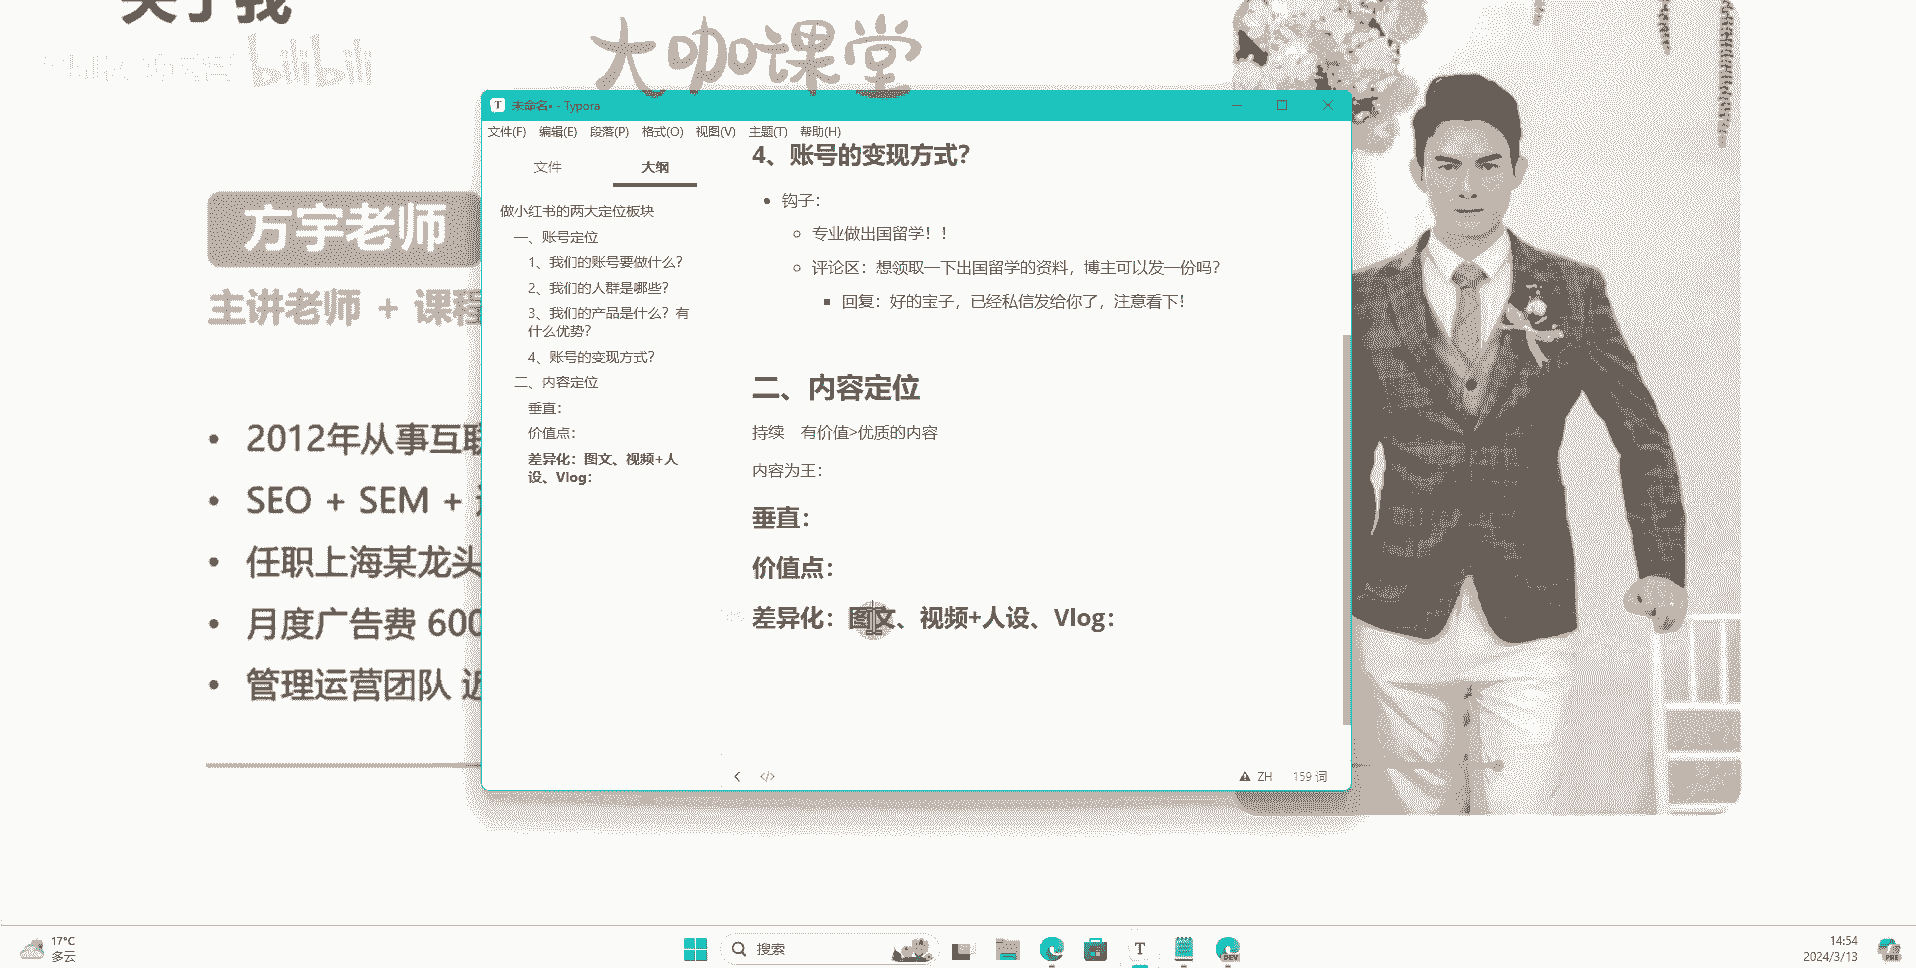 关于我
bilibili
大咖课堂
方宇老师
主讲老师 + 课程
2012年从事互联
SEO + SEM +
任职上海某龙头
月度广告费 600
管理运营团队 近
T 未命名• - Typora
文件(F) 编辑(E) 段落(P) 格式(O) 视图(V) 主题(T) 帮助(H)
文件 大纲
做小红书的两大定位板块
一、账号定位
1、我们的账号要做什么？
2、我们的人群是哪些？
3、我们的产品是什么？有
什么优势？
4、账号的变现方式？
二、内容定位
垂直：
价值点：
差异化：图文、视频+人
设、Vlog：
4、账号的变现方式？
钩子：
专业做出国留学！！
评论区：想领取一下出国留学的资料，博主可以发一份吗？
回复：好的宝子，已经私信发给你了，注意看下！
二、内容定位
持续 有价值>优质的内容
内容为王：
垂直：
价值点：
差异化：图文、视频+人设、Vlog：
</> ZH 159 词
17°C
多云
搜索
T
DEV
14:54
2024/3/13
PRE